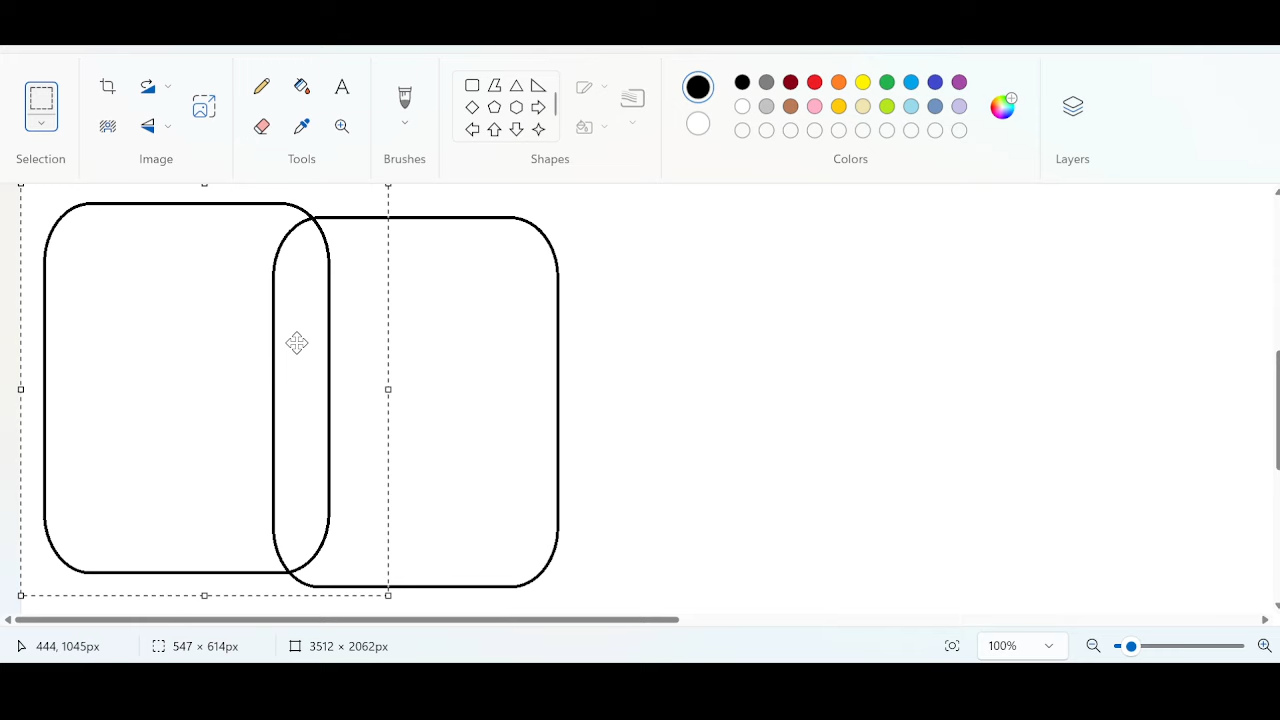 A
Selection
Image
Tools
Brushes
Shapes
Colors
Layers
444, 1045px
547 × 614px
3512 × 2062px
100%